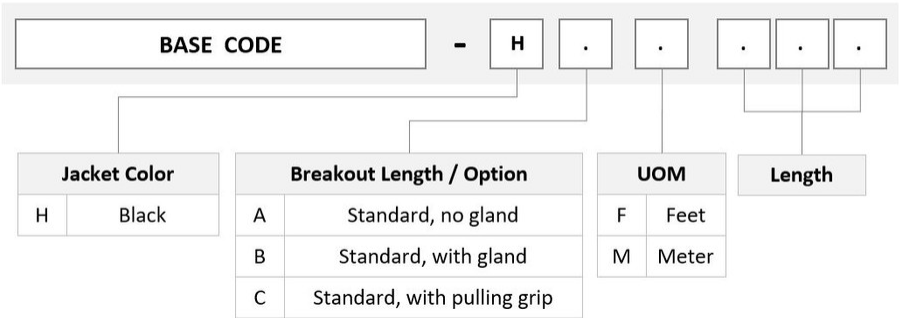 BASE CODE - H . . . . .
Jacket Color
H Black
Breakout Length / Option
A Standard, no gland
B Standard, with gland
C Standard, with pulling grip
UOM
F Feet
M Meter
Length